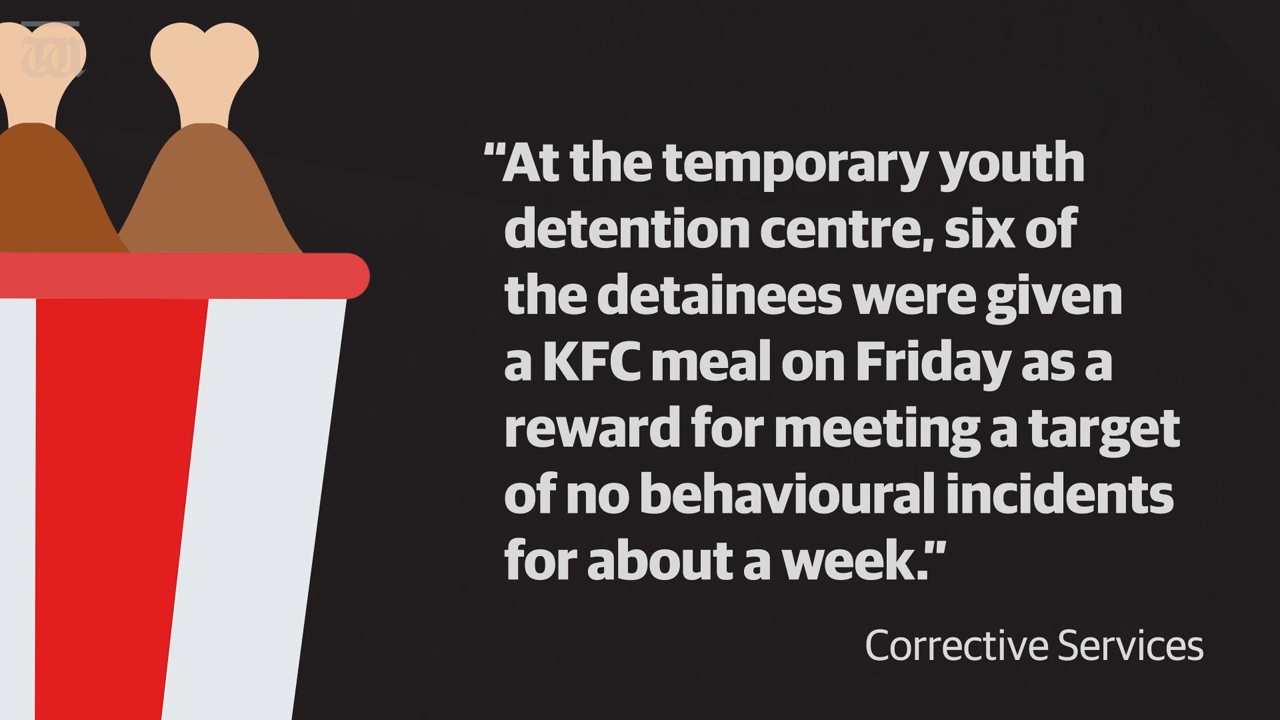 “At the temporary youth
detention centre, six of
the detainees were given
a KFC meal on Friday as a
reward for meeting a target
of no behavioural incidents
for about a week.”
Corrective Services